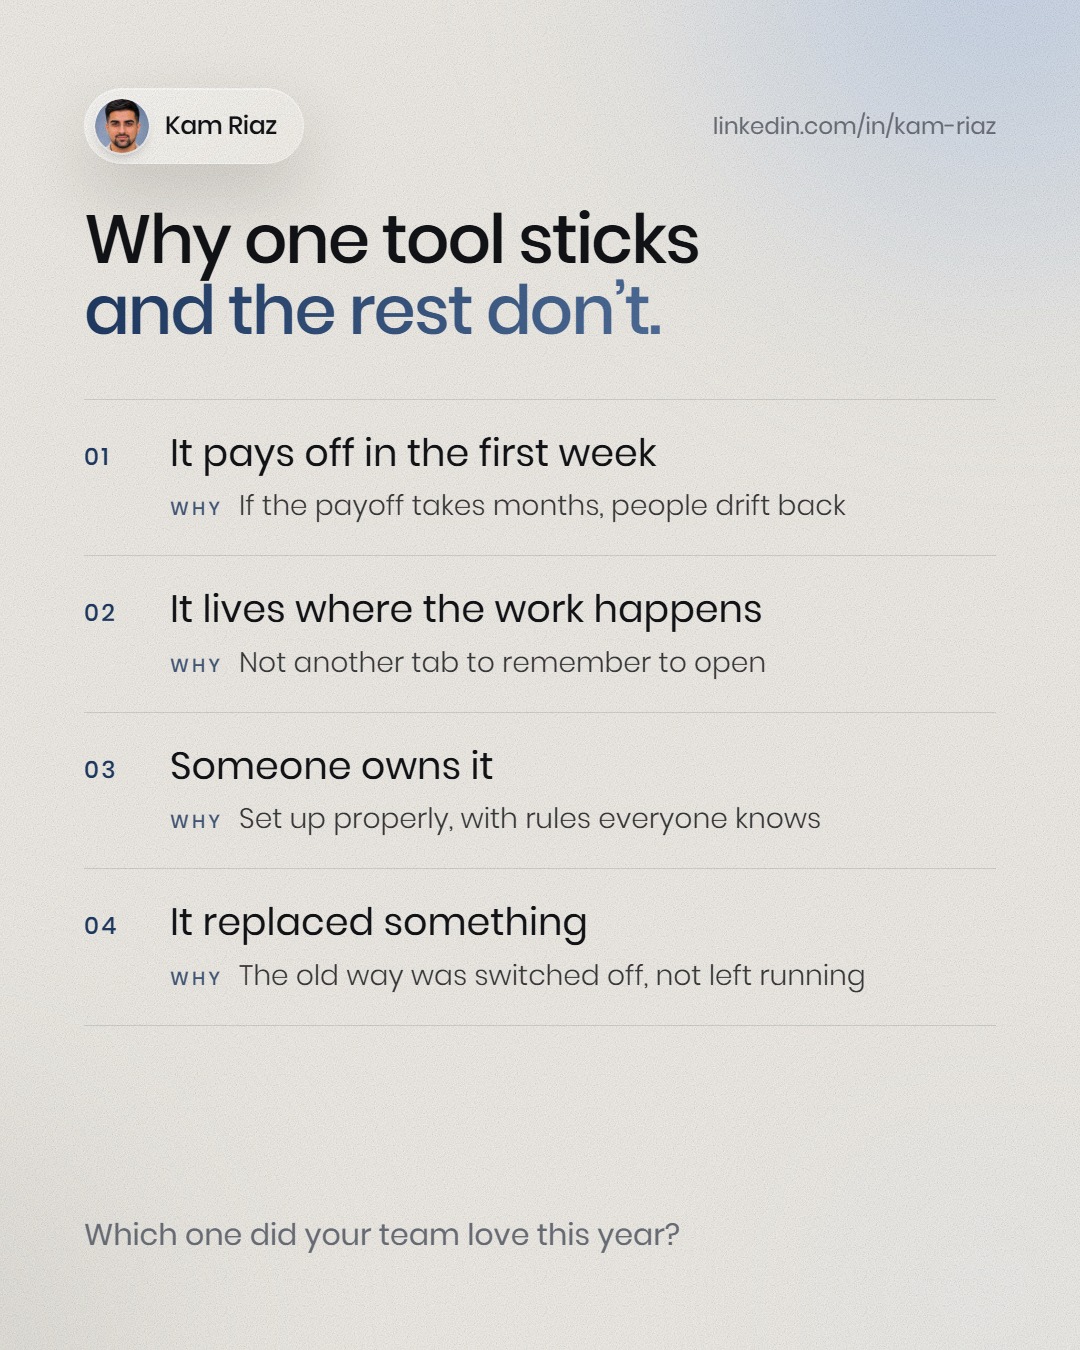 Kam Riaz
linkedin.com/in/kam-riaz
Why one tool sticks
and the rest don’t.
01 It pays off in the first week
WHY If the payoff takes months, people drift back
02 It lives where the work happens
WHY Not another tab to remember to open
03 Someone owns it
WHY Set up properly, with rules everyone knows
04 It replaced something
WHY The old way was switched off, not left running
Which one did your team love this year?